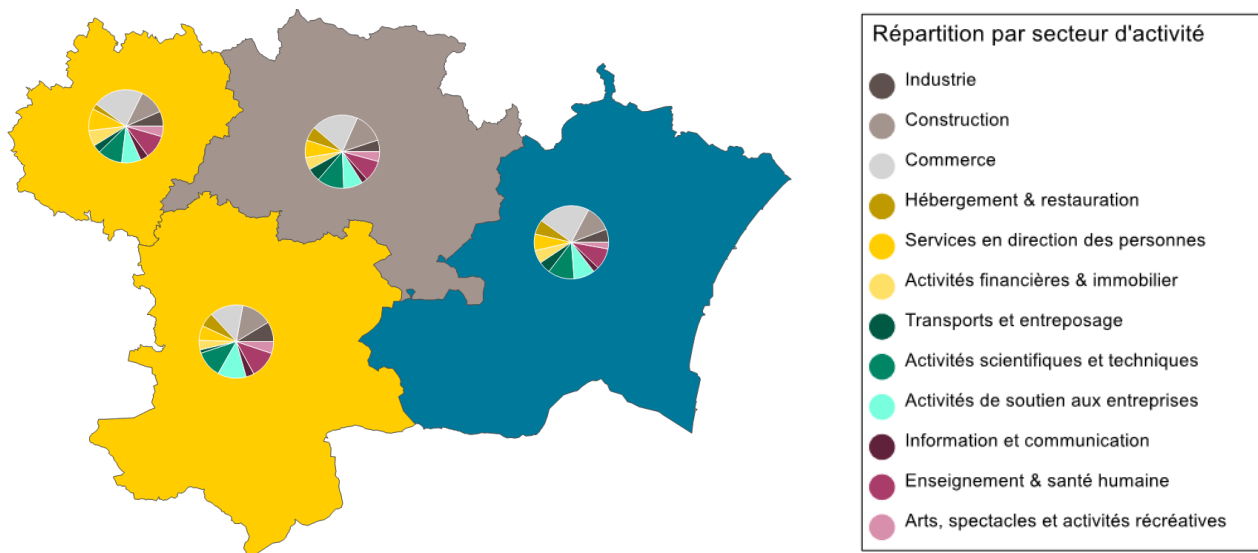 Répartition par secteur d'activité
Industrie
Construction
Commerce
Hébergement & restauration
Services en direction des personnes
Activités financières & immobilier
Transports et entreposage
Activités scientifiques et techniques
Activités de soutien aux entreprises
Information et communication
Enseignement & santé humaine
Arts, spectacles et activités récréatives